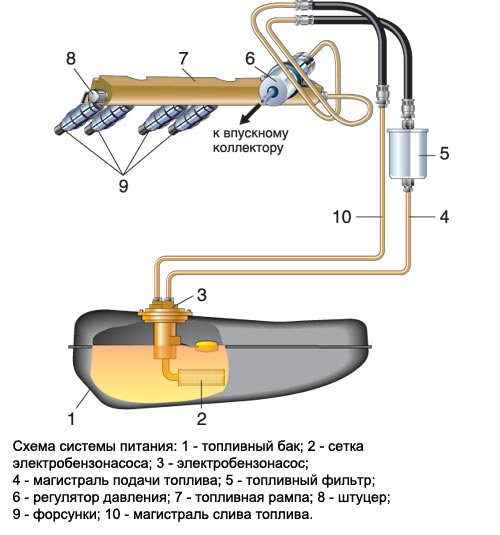 8
7
6
к впускному
коллектору
5
9
10
4
3
1
2
Схема системы питания: 1 - топливный бак; 2 - сетка
электробензонасоса; 3 - электробензонасос;
4 - магистраль подачи топлива; 5 - топливный фильтр;
6 - регулятор давления; 7 - топливная рампа; 8 - штуцер;
9 - форсунки; 10 - магистраль слива топлива.